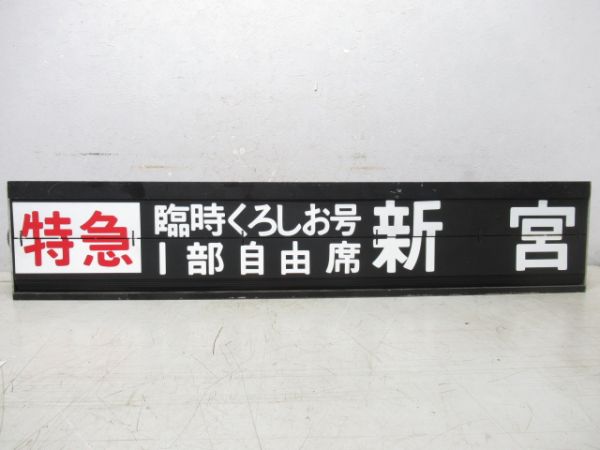 特急
臨時くろしお号
1部自由席
新宮